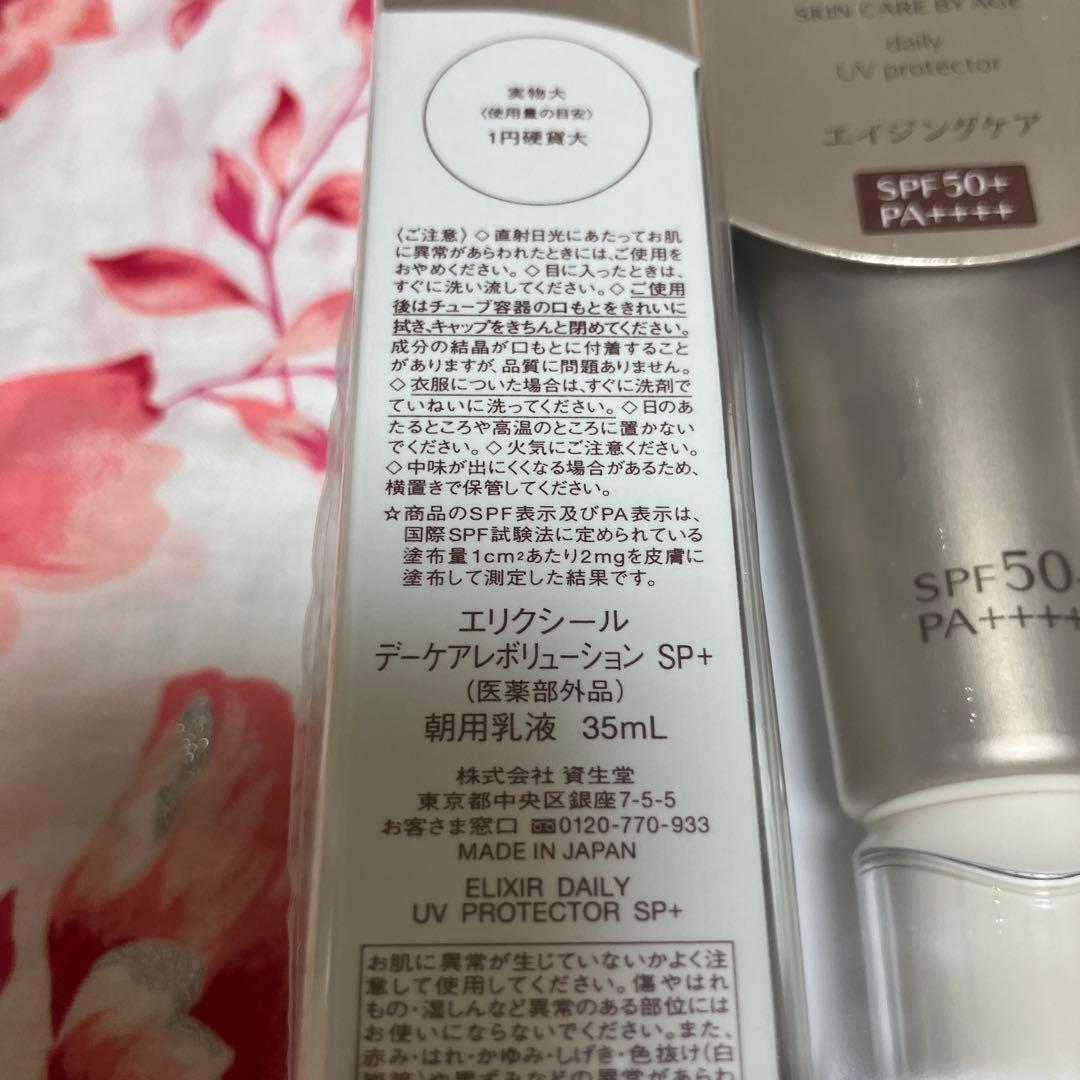 実物大
〈使用量の目安〉
1円硬貨大
〈ご注意〉◇直射日光にあたってお肌
に異常があらわれたときには、ご使用を
おやめください。◇目に入ったときは、
すぐに洗い流してください。◇ご使用
後はチューブ容器の口もとをきれいに
拭き、キャップをきちんと閉めてください。
成分の結晶が口もとに付着すること
がありますが、品質に問題ありません。
◇衣服についた場合は、すぐに洗剤で
ていねいに洗ってください。◇日のあ
たるところや高温のところに置かない
でください。◇火気にご注意ください。
◇中味が出にくくなる場合があるため、
横置きで保管してください。
☆商品のSPF表示及びPA表示は、
国際SPF試験法に定められている
塗布量1cm²あたり2mgを皮膚に
塗布して測定した結果です。
エリクシール
デーケアレボリューション SP+
(医薬部外品)
朝用乳液 35mL
株式会社 資生堂
東京都中央区銀座7-5-5
お客さま窓口 0120-770-933
MADE IN JAPAN
ELIXIR DAILY
UV PROTECTOR SP+
お肌に異常が生じていないかよく注
意して使用してください。傷やはれ
もの・湿しんなど異常のある部位には
お使いにならないでください。また、
赤み・はれ・かゆみ・しげき・色抜け(白
斑等)や黒ずみなどの異常があらわ
SKIN CARE BY AGE
daily
UV protector
エイジングケア
SPF50+
PA++++
SPF50+
PA++++